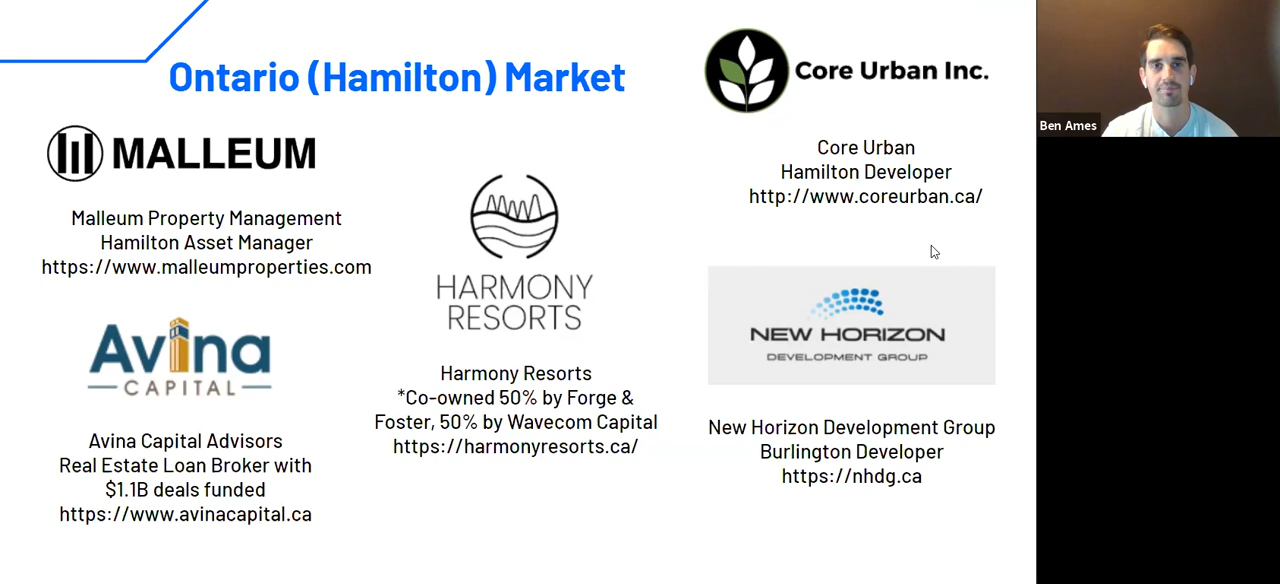 Ontario (Hamilton) Market
MALLEUM
Malleum Property Management
Hamilton Asset Manager
https://www.malleumproperties.com
Avina
CAPITAL
Avina Capital Advisors
Real Estate Loan Broker with
$1.1B deals funded
https://www.avinacapital.ca
HARMONY
RESORTS
Harmony Resorts
*Co-owned 50% by Forge &
Foster, 50% by Wavecom Capital
https://harmonyresorts.ca/
Core Urban Inc.
Core Urban
Hamilton Developer
http://www.coreurban.ca/
NEW HORIZON
DEVELOPMENT GROUP
New Horizon Development Group
Burlington Developer
https://nhdg.ca
Ben Ames